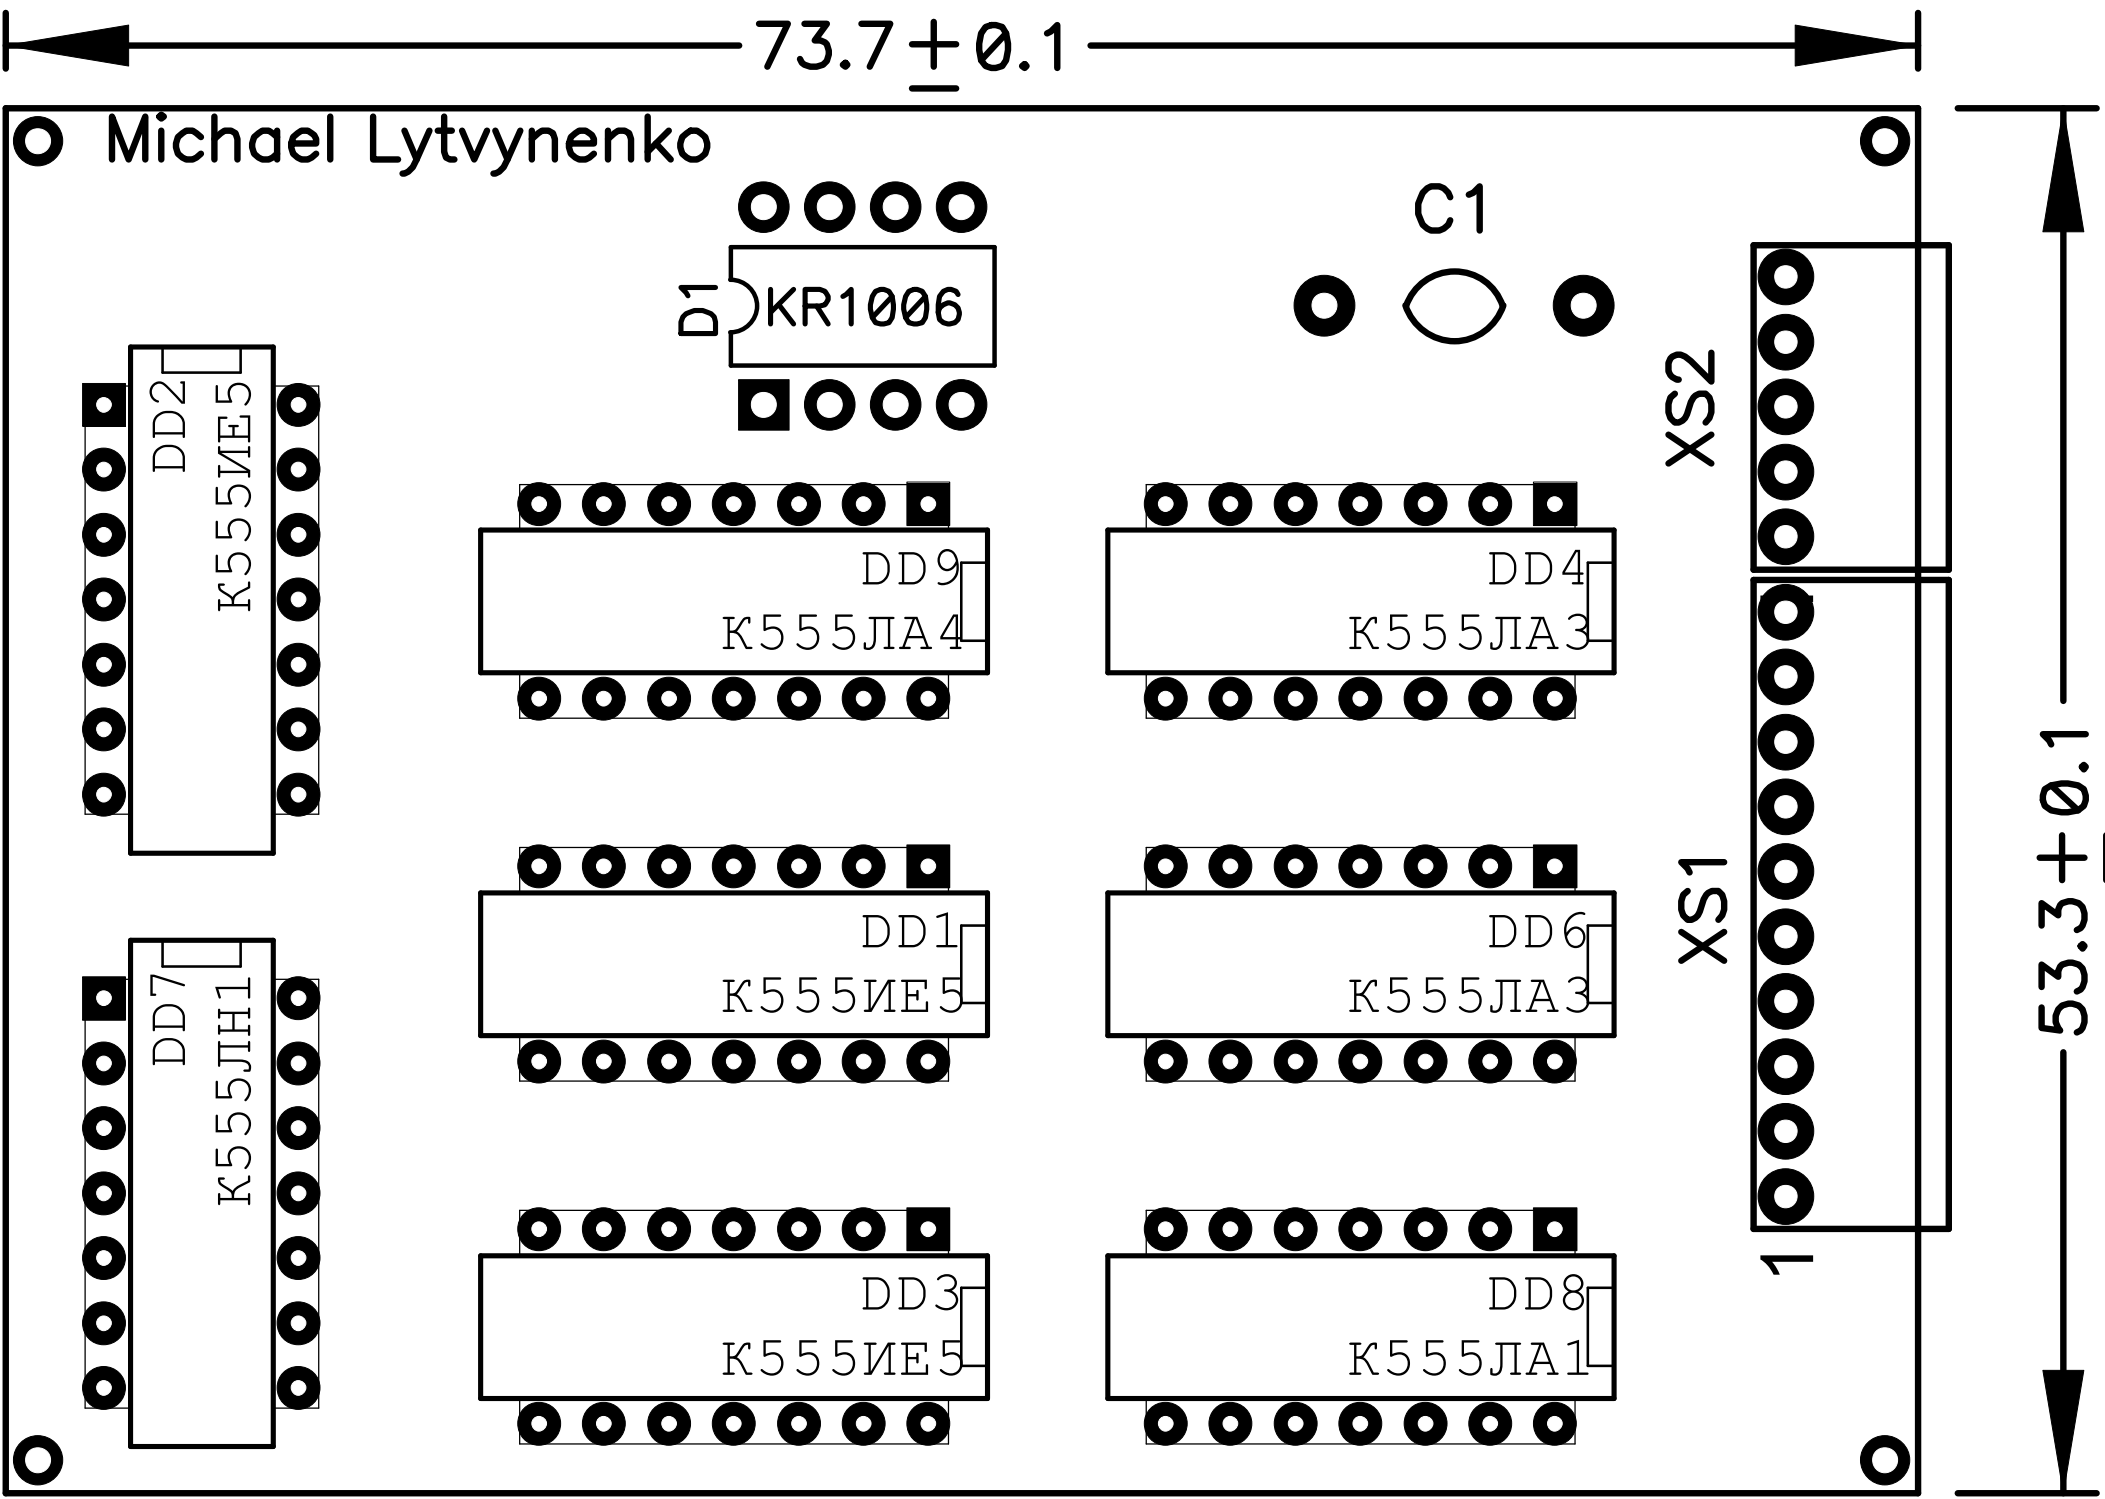 73.7±0.1
Michael Lytvynenko
C1
D1
KR1006
XS2
DD2
К555ИЕ5
DD9
К555ЛА4
DD4
К555ЛА3
53.3±0.1
XS1
DD1
К555ИЕ5
DD6
К555ЛА3
DD7
К555ЛН1
DD3
К555ИЕ5
DD8
К555ЛА1
1